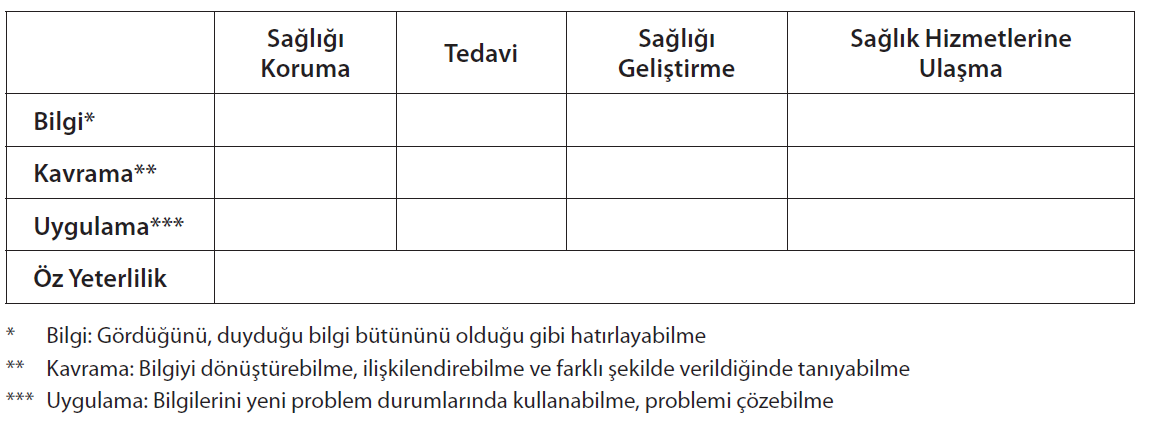 Sağlığı Koruma
Tedavi
Sağlığı Geliştirme
Sağlık Hizmetlerine Ulaşma
Bilgi*
Kavrama**
Uygulama***
Öz Yeterlilik
* Bilgi: Gördüğünü, duyduğu bilgi bütününü olduğu gibi hatırlayabilme
** Kavrama: Bilgiyi dönüştürebilme, ilişkilendirebilme ve farklı şekilde verildiğinde tanıyabilme
*** Uygulama: Bilgilerini yeni problem durumlarında kullanabilme, problemi çözebilme